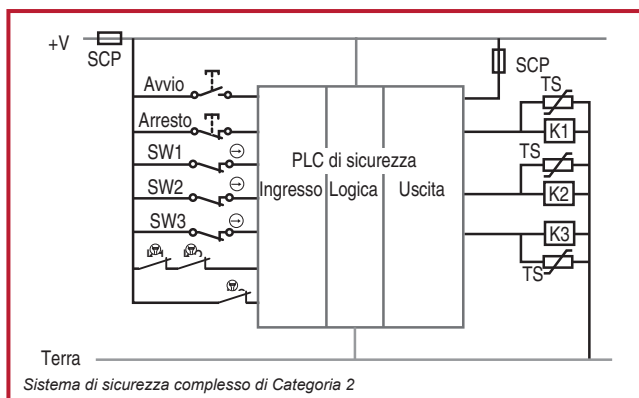 +V
SCP
SCP
Avvio
TS
Arresto
K1
SW1
PLC di sicurezza
TS
SW2
Ingresso
Logica
Uscita
K2
SW3
K3
TS
Terra
Sistema di sicurezza complesso di Categoria 2